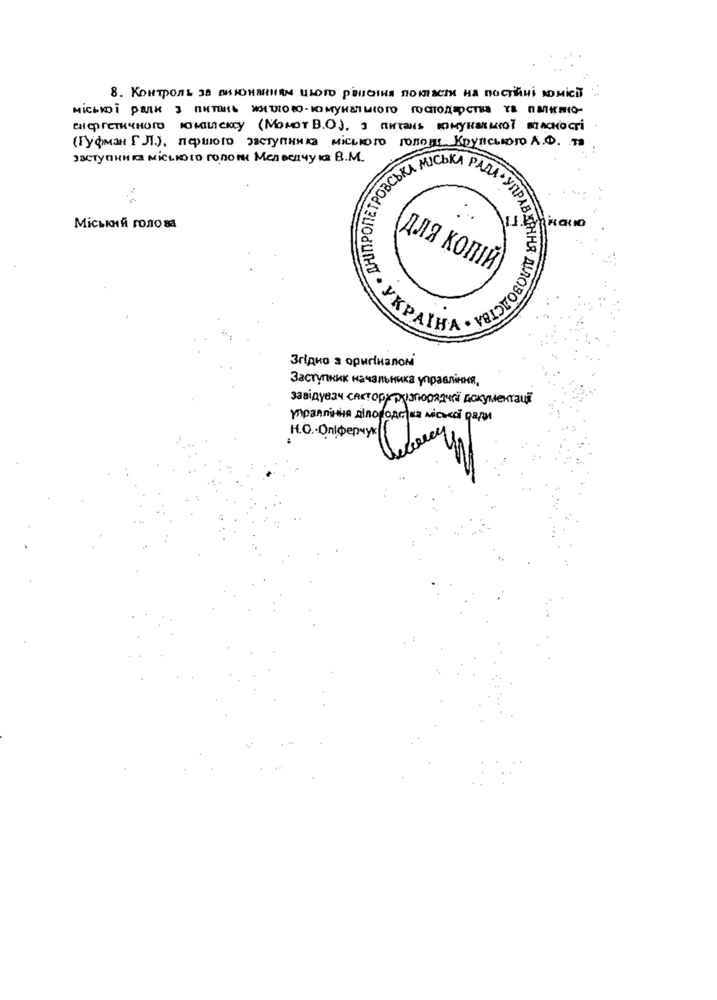 8. Контроль за виконанням цього рішення покласти на постійні комісії
міської ради з питань житлово-комунального господарства та паливно-
енергетичного комплексу (Момот В.О.), з питань комунальної власності
(Гуфман Г.Л.), першого заступника міського голови Крупського А.Ф. та
заступника міського голови Медведчука В.М.
Міський голова
ДНІПРОПЕТРОВСЬКА МІСЬКА РАДА • УПРАВЛІННЯ ДІЛОВОДСТВА • УКРАЇНА •
ДЛЯ КОПІЙ
Згідно з оригіналом
Заступник начальника управління,
завідувач сектору розпорядчої документації
управління діловодства міської ради
Н.О. Оліферчук